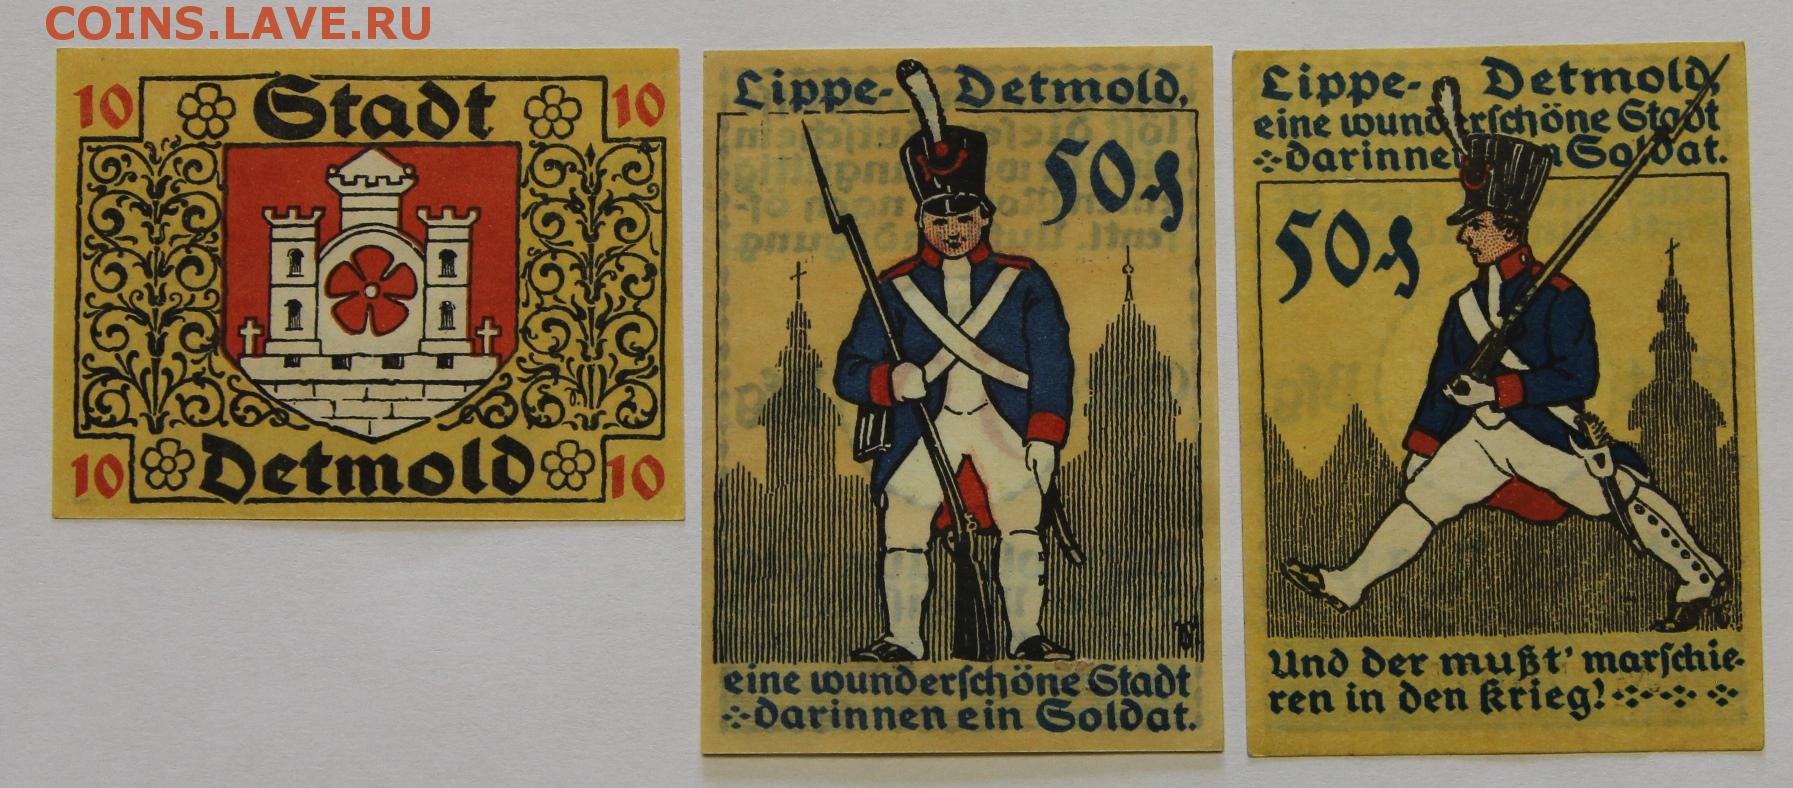 COINS.LAVE.RU
10 Stadt 10
10 Detmold 10
Lippe- Detmold,
50₰
eine wunderschöne Stadt
darinnen ein Soldat.
Lippe- Detmold,
eine wunderschöne Stadt
darinnen ein Soldat.
50₰
Und der mußt' marschie-
ren in den Krieg!